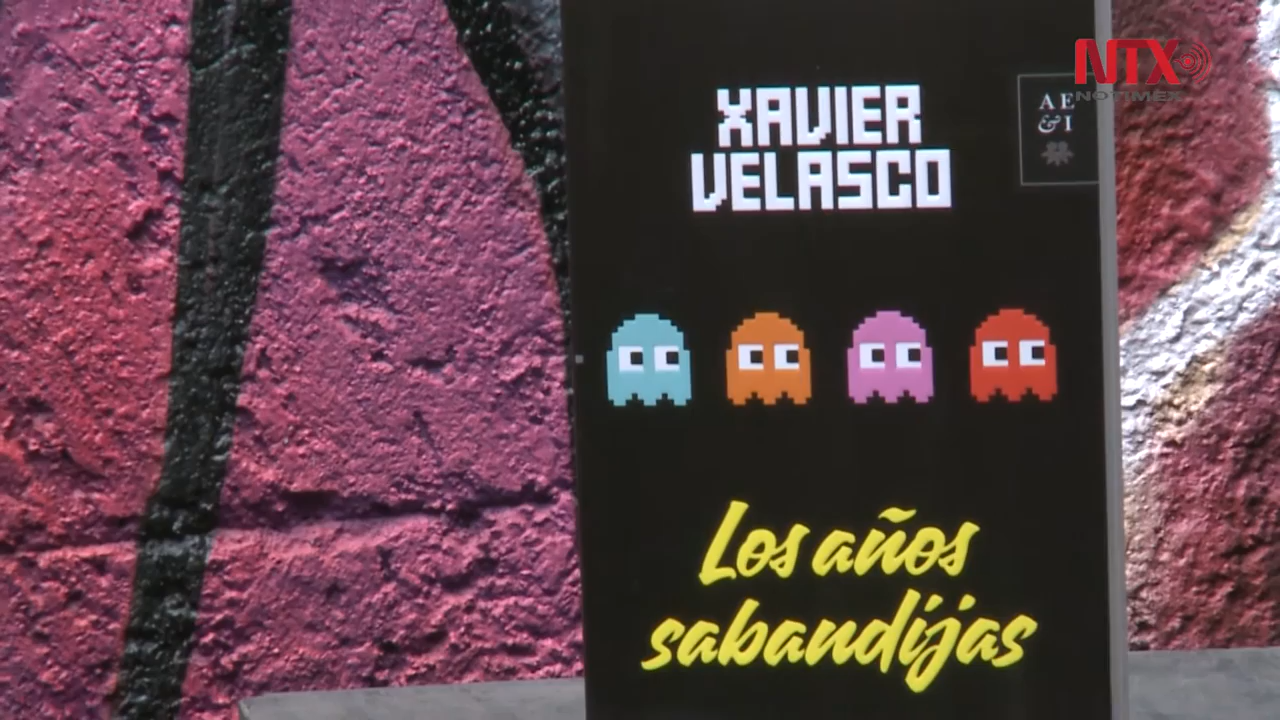 XAVIER
VELASCO
AE
&I
NTX
NOTIMEX
Los años
sabandijas